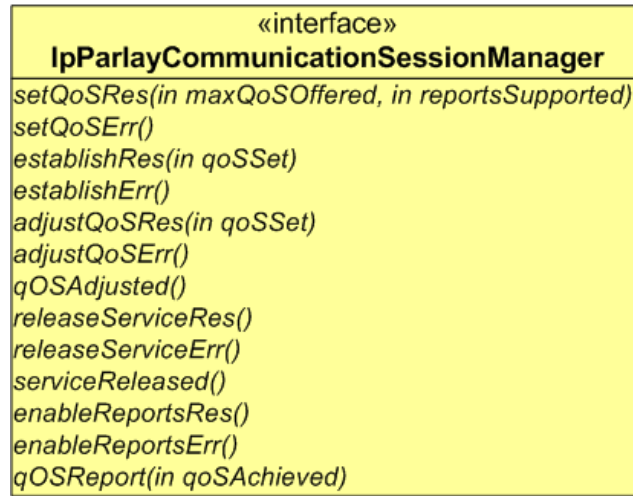 «interface»
IpParlayCommunicationSessionManager
setQoSRes(in maxQoSOffered, in reportsSupported)
setQoSErr()
establishRes(in qoSSet)
establishErr()
adjustQoSRes(in qoSSet)
adjustQoSErr()
qOSAdjusted()
releaseServiceRes()
releaseServiceErr()
serviceReleased()
enableReportsRes()
enableReportsErr()
qOSReport(in qoSAchieved)